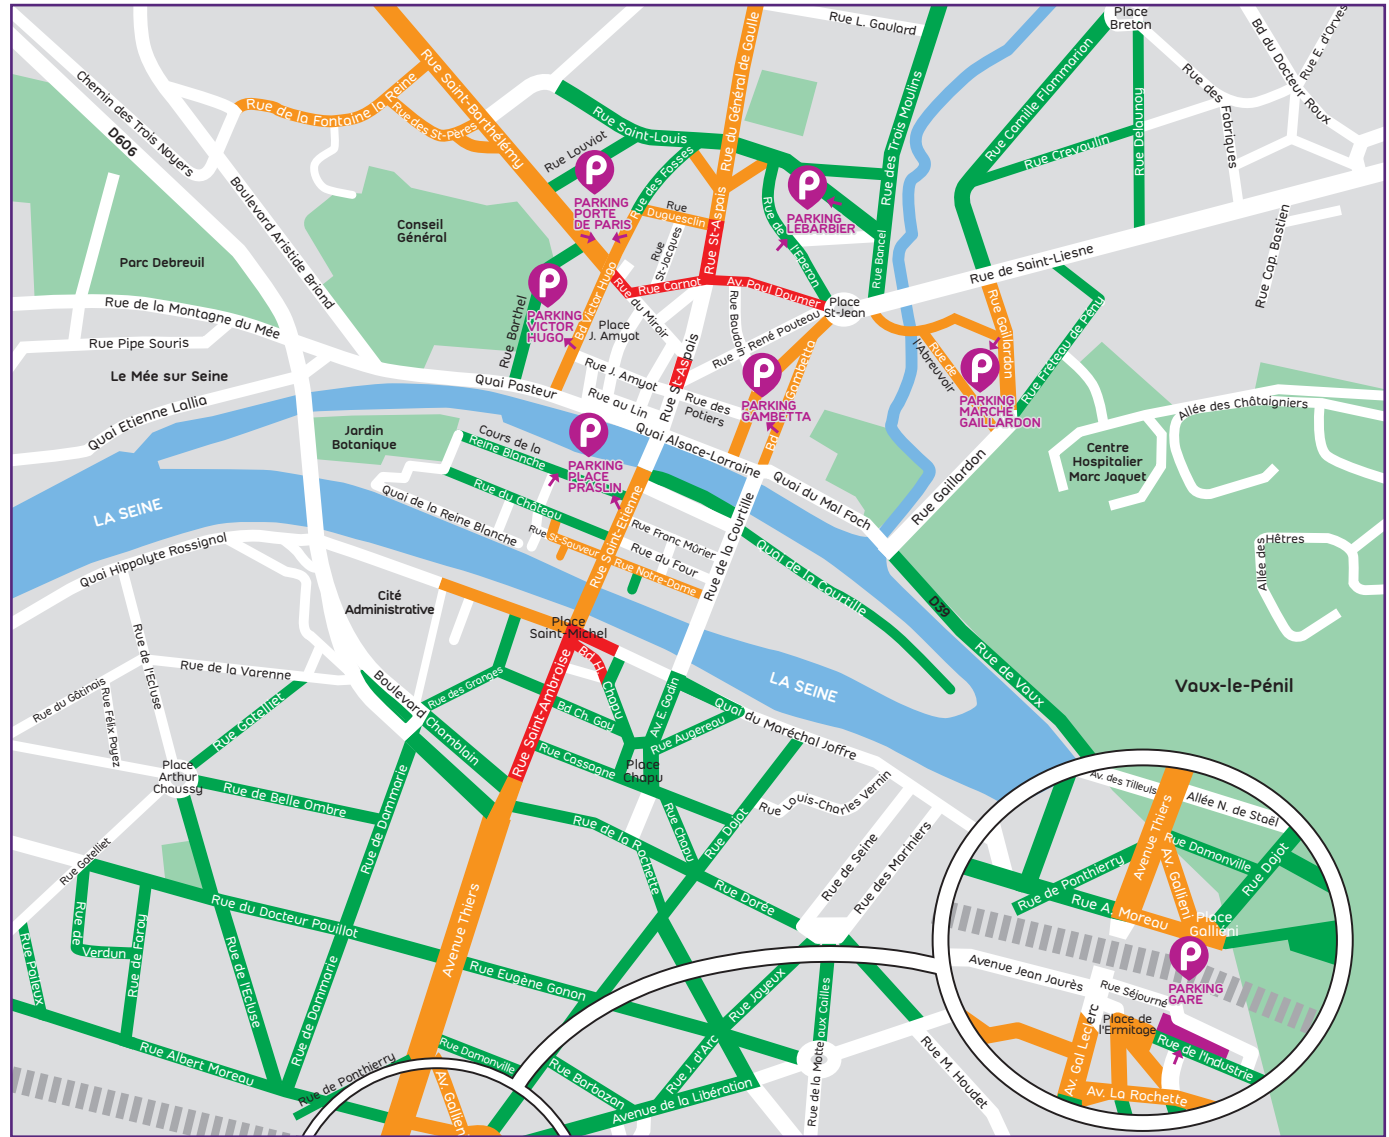 Place
Breton
Rue L. Gaulard
Bd du Docteur Roux
Rue E. d'Orves
Rue du Général de Gaulle
Rue Saint-Barthélémy
Rue de la Fontaine la Reine
Rue des St-Pères
Chemin des Trois Noyers
D606
Rue Saint-Louis
Rue Louviot
Rue des Fosses
Rue des Trois Moulins
Rue Camille Flammarion
Rue Crevoulin
Rue Delaunay
Rue des Fabriques
Boulevard Aristide Briand
PARKING
PORTE
DE PARIS
PARKING
LEBARBIER
Rue
Duguesclin
Rue St-Aspais
Rue de l'Eperon
Rue Bancel
Conseil
Général
Parc Debreuil
Rue
St-Jacques
Rue de Saint-Liesne
Rue Cap. Bastien
Rue de la Montagne du Mée
Rue Pipe Souris
Le Mée sur Seine
Quai Etienne Lallia
Rue Barthel
PARKING
VICTOR
HUGO
Bd Victor Hugo
Rue du Miroir
Rue Carnot
Av. Paul Doumer
Place
St-Jean
Place
J. Amyot
Rue Baudoin
Rue René Pouteau
Rue Gaillardon
Rue Fréteau de Pény
Rue de
l'Abreuvoir
PARKING
MARCHÉ
GAILLARDON
Quai Pasteur
Rue J. Amyot
Rue au Lin
Rue St-Aspais
Rue des
Potiers
PARKING
GAMBETTA
Bd Gambetta
Allée des Châtaigniers
Jardin
Botanique
Cours de la
Reine Blanche
PARKING
PLACE
PRASLIN
Quai Alsace-Lorraine
Quai du Mal Foch
Rue Gaillardon
Centre
Hospitalier
Marc Jaquet
LA SEINE
Rue du Château
Quai de la Reine Blanche
Rue St-Sauveur
Rue Saint-Etienne
Rue Franc Mûrier
Rue du Four
Rue Notre-Dame
Rue de la Courtille
Quai de la Courtille
Allée des
Hêtres
Quai Hippolyte Rossignol
Cité
Administrative
D39
Rue de Vaux
Place
Saint-Michel
LA SEINE
Vaux-le-Pénil
Rue de l'Ecluse
Rue de la Varenne
Rue du Gâtinais
Rue Félix Poyez
Rue Gatelliet
Boulevard Chamblain
Rue des Granges
Rue Saint-Ambroise
Bd H. Chapu
Bd Ch. Gay
Rue Cassagne
Av. E. Godin
Rue Augereau
Quai du Maréchal Joffre
Place
Chapu
Place
Arthur
Chaussy
Rue de Belle Ombre
Rue de Dammarie
Rue Gatelliet
Rue de la Rochette
Rue Chapu
Rue Dajot
Rue Louis-Charles Vernin
Rue de Seine
Rue des Mariniers
Rue Dorée
Rue du Docteur Pouillot
Rue de
Verdun
Rue de Faroy
Rue Poileux
Rue de l'Ecluse
Rue de Dammarie
Avenue Thiers
Rue Eugène Gonon
Rue Albert Moreau
Rue de Ponthierry
Rue Damonville
Rue Barbazan
Av. Gallieni
Avenue de la Libération
Rue J. d'Arc
Rue Joyeux
Rue de la Motte aux Cailles
Rue M. Houdet
Av. des Tilleuls
Allée N. de Staël
Avenue Thiers
Rue Damonville
Rue Dajot
Av. Gallieni
Rue de Ponthierry
Rue A. Moreau
Place
Galliéni
PARKING
GARE
Avenue Jean Jaurès
Rue Séjourné
Place de
l'Ermitage
Rue de l'Industrie
Av. Gal Leclerc
Av. La Rochette